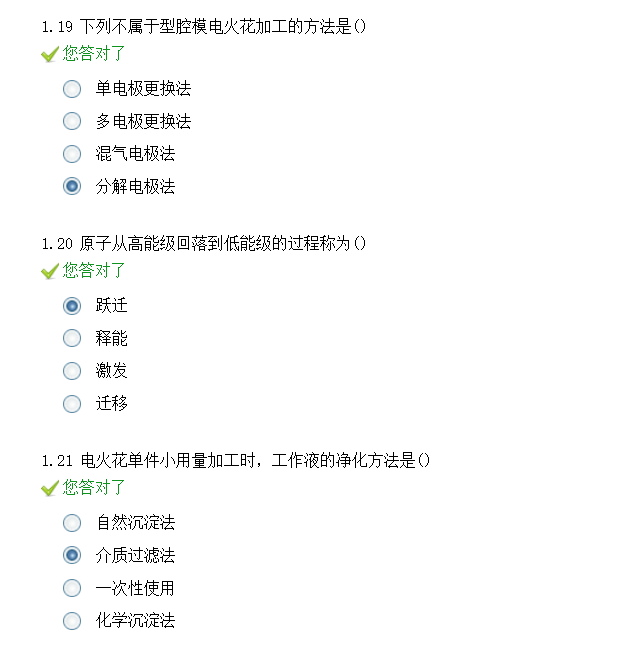 1.19 下列不属于型腔模电火花加工的方法是()
您答对了
单电极更换法
多电极更换法
混气电极法
分解电极法
1.20 原子从高能级回落到低能级的过程称为()
您答对了
跃迁
释能
激发
迁移
1.21 电火花单件小用量加工时，工作液的净化方法是()
您答对了
自然沉淀法
介质过滤法
一次性使用
化学沉淀法